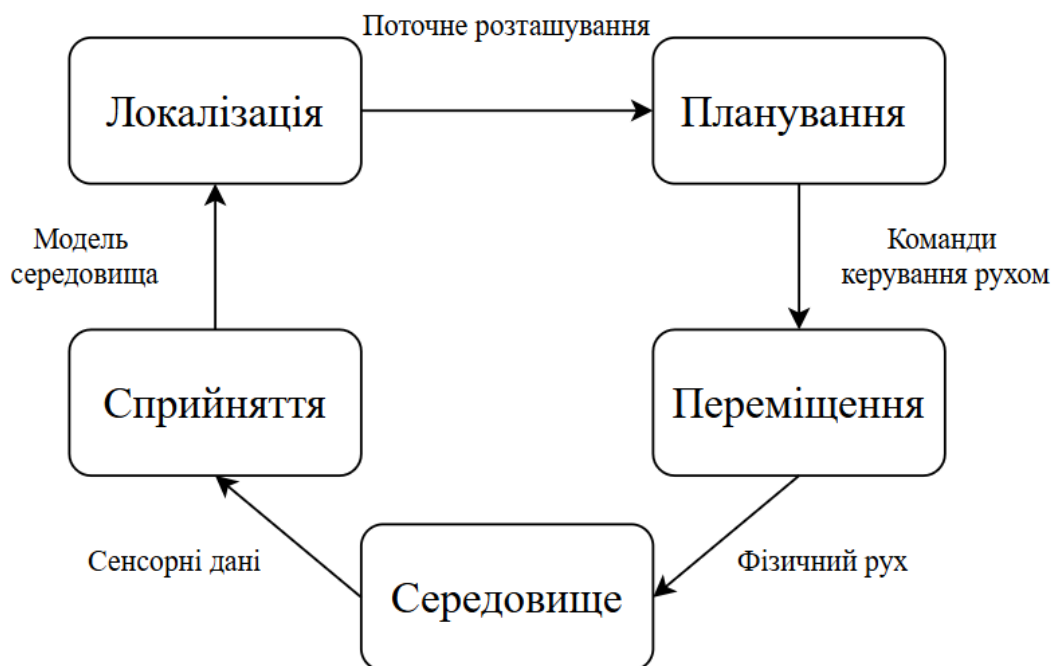 Поточне розташування
Локалізація
Планування
Модель
середовища
Команди
керування рухом
Сприйняття
Переміщення
Сенсорні дані
Фізичний рух
Середовище